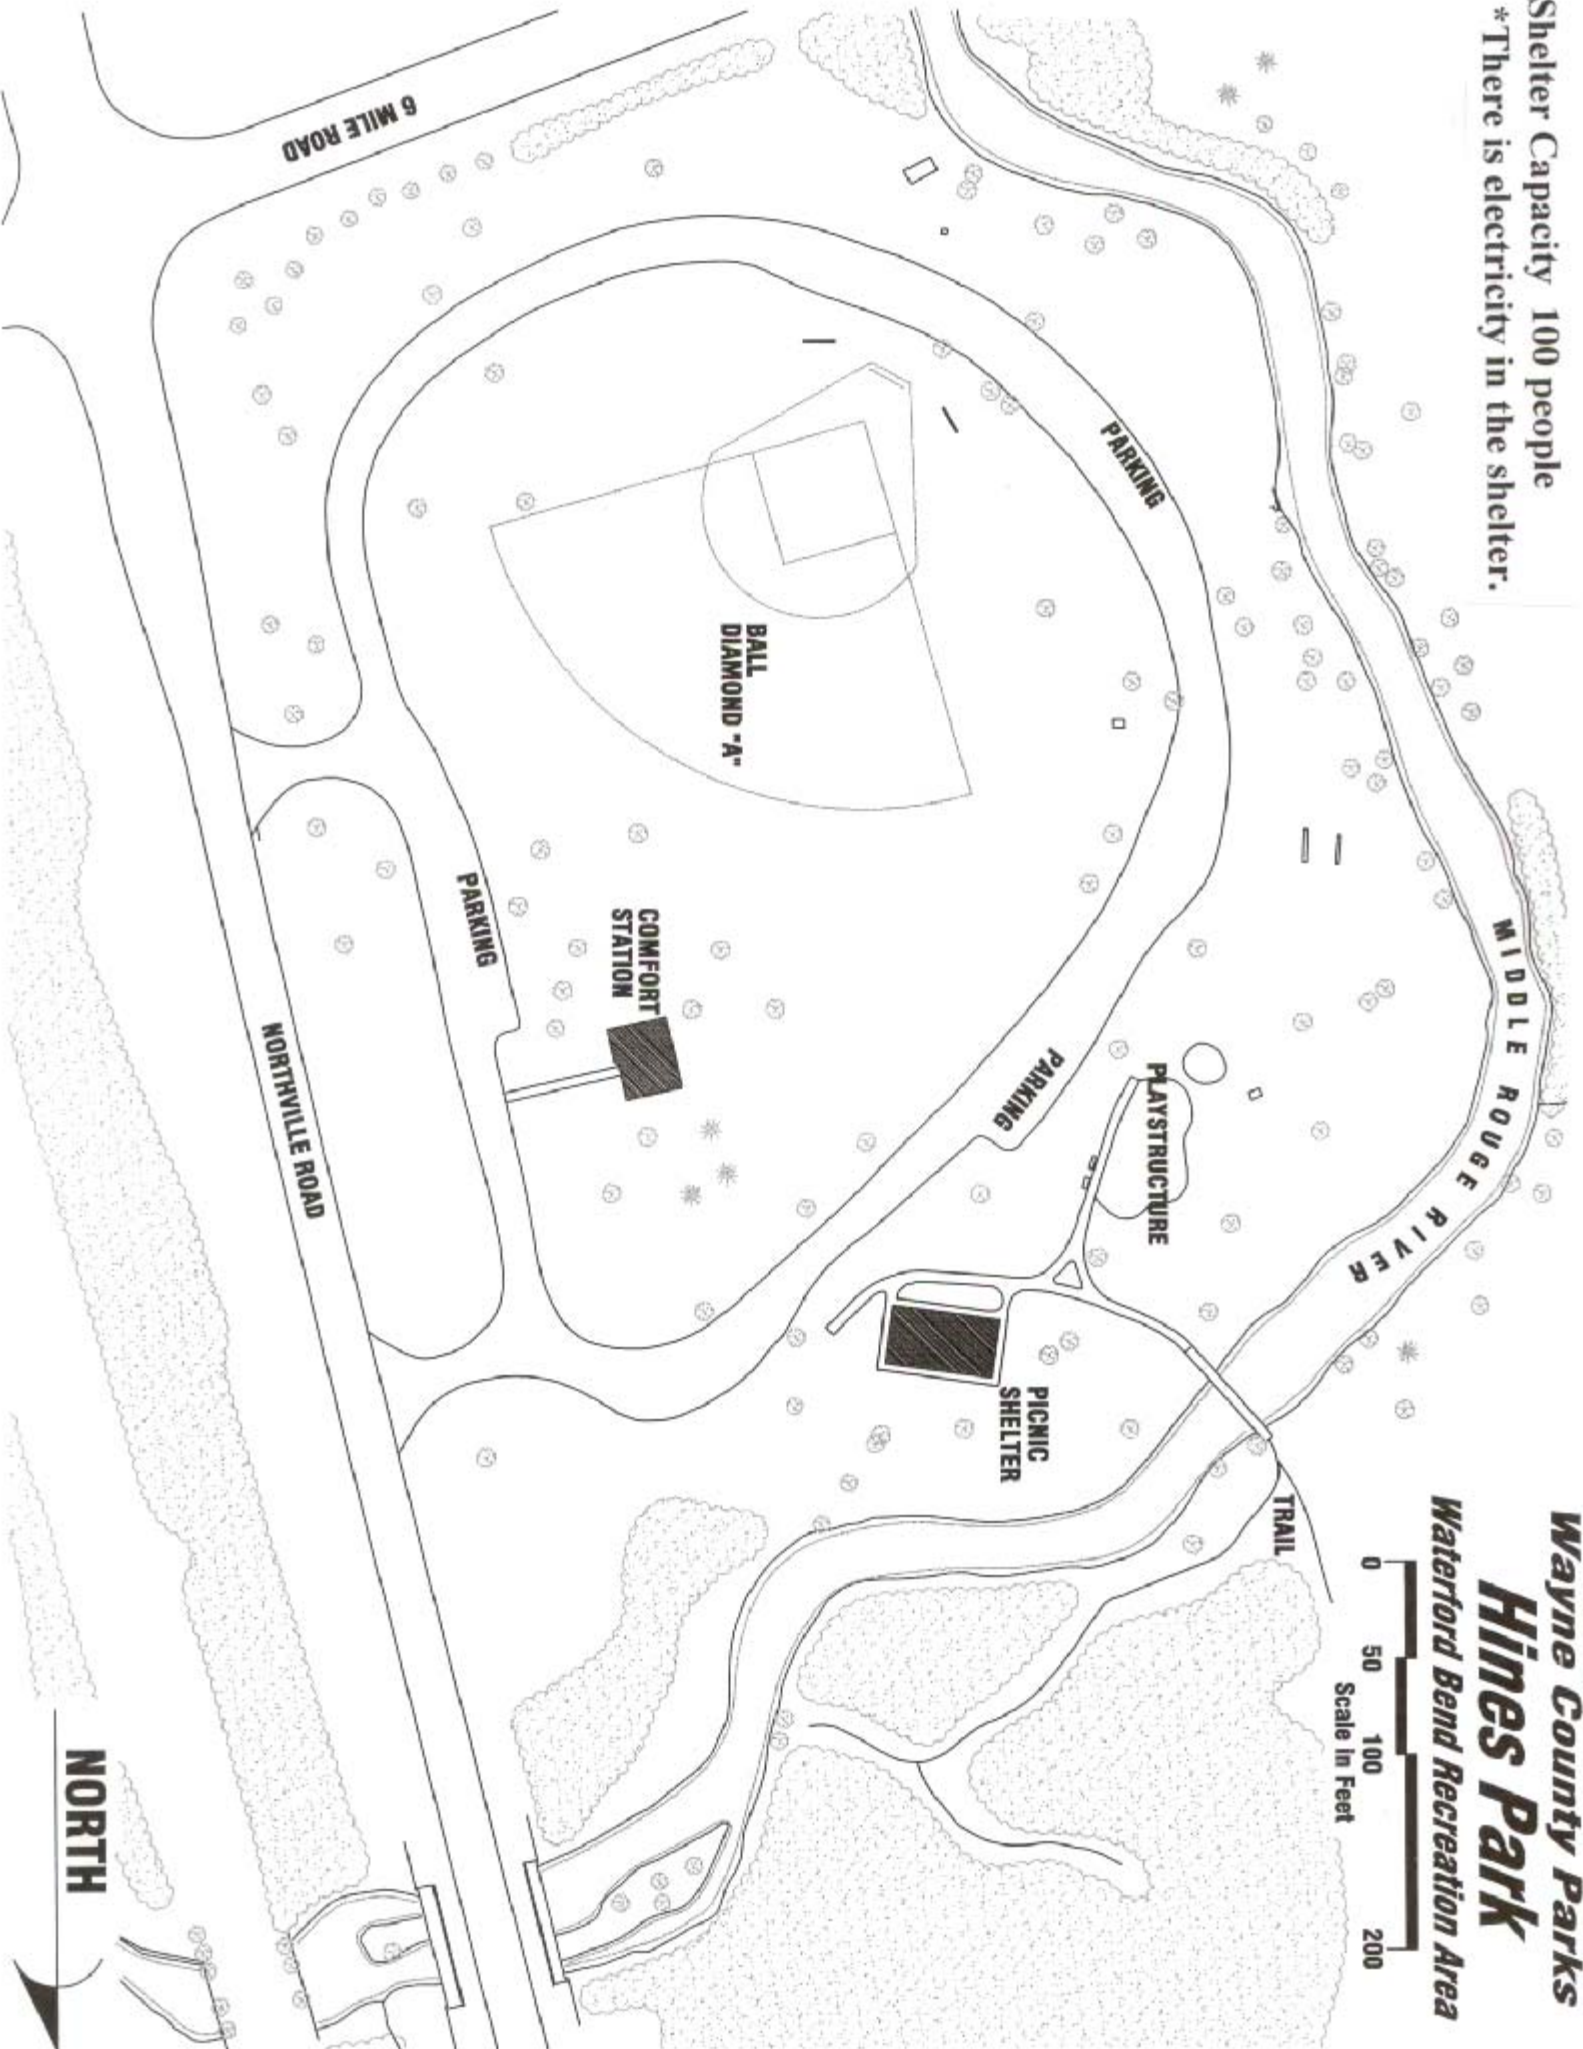 Shelter Capacity 100 people
*There is electricity in the shelter.
Wayne County Parks
Hines Park
Waterford Bend Recreation Area
0 50 100 200
Scale in Feet
6 MILE ROAD
PARKING
BALL
DIAMOND "A"
MIDDLE ROUGE RIVER
PARKING
COMFORT
STATION
PLAYSTRUCTURE
PARKING
NORTHVILLE ROAD
PICNIC
SHELTER
TRAIL
NORTH